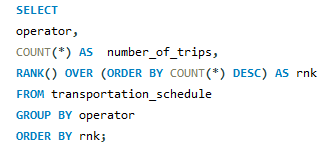 SELECT
operator,
COUNT(*) AS  number_of_trips,
RANK() OVER (ORDER BY COUNT(*) DESC) AS rnk
FROM transportation_schedule
GROUP BY operator
ORDER BY rnk;